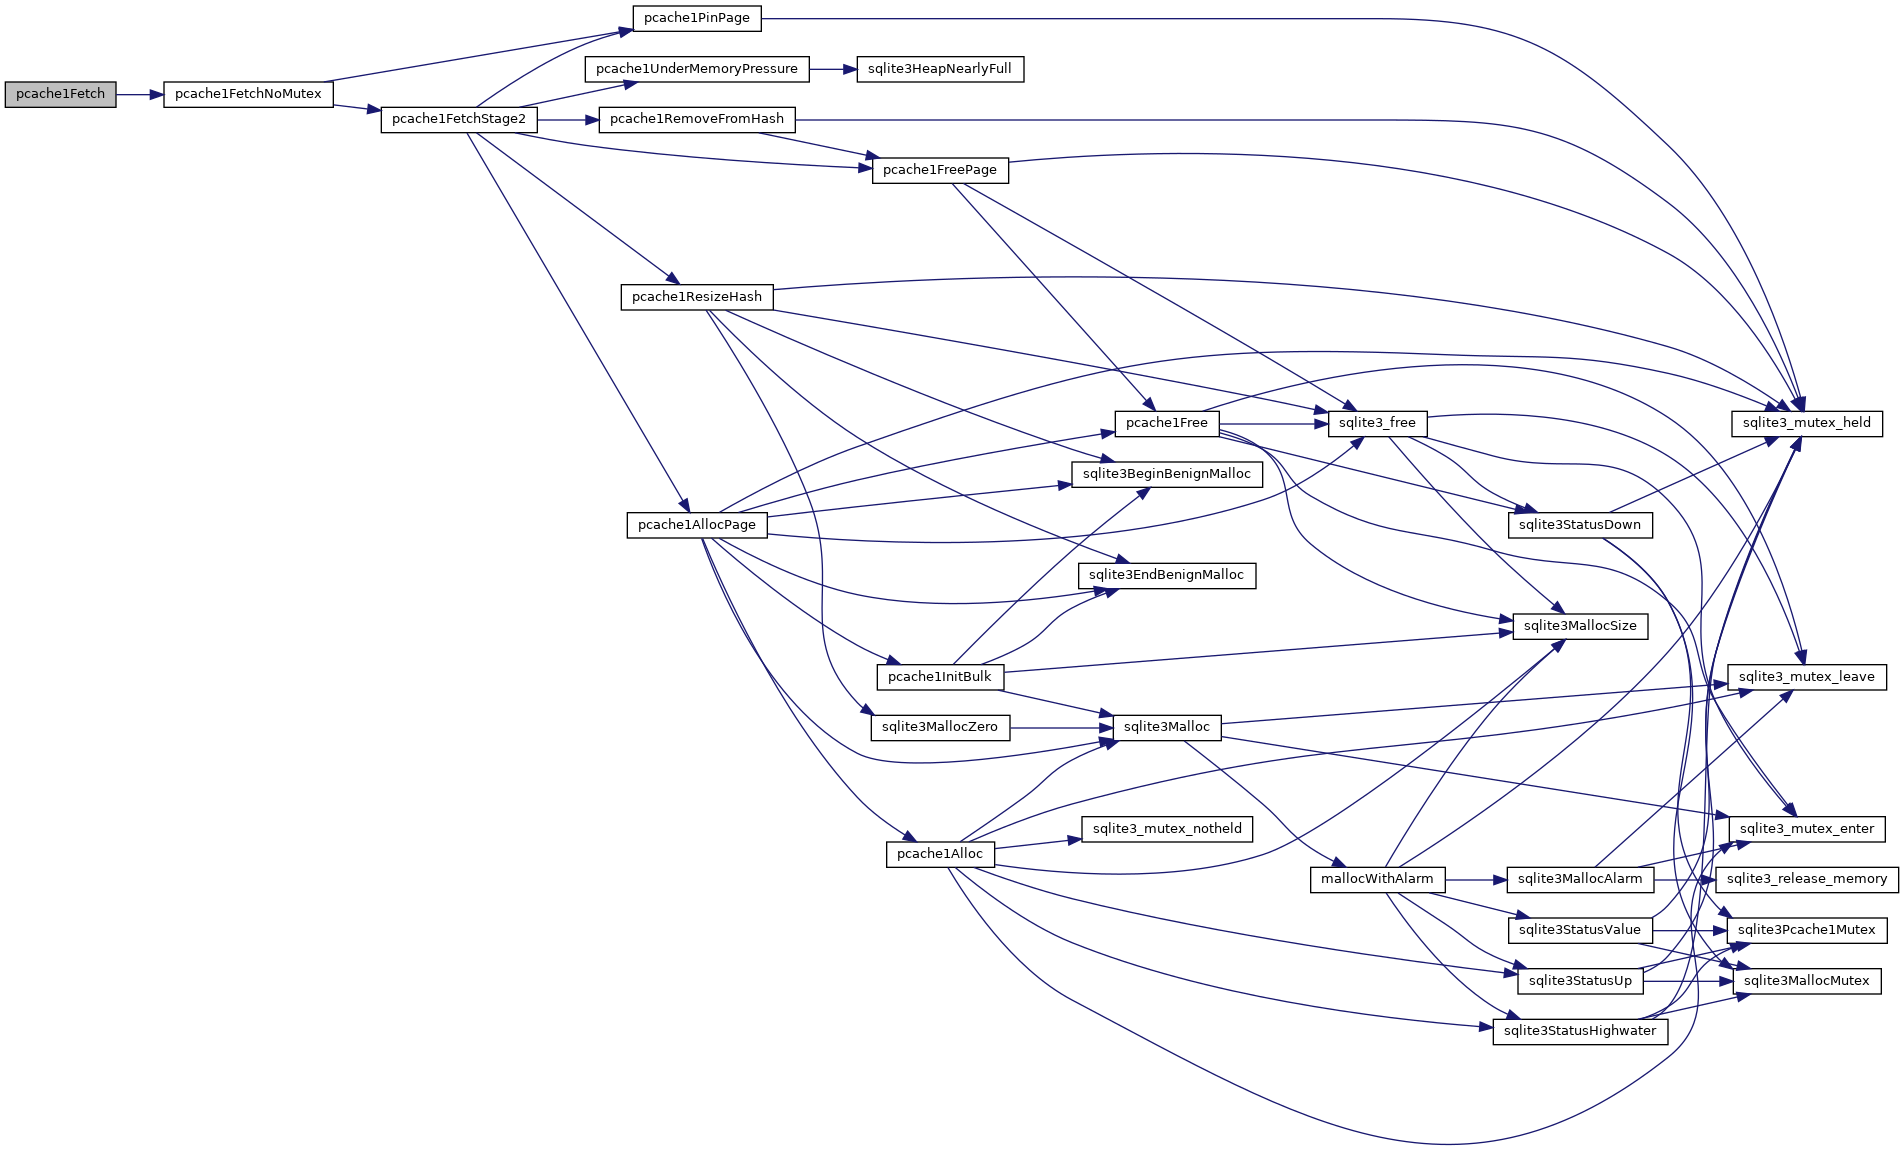 pcache1Fetch
pcache1FetchNoMutex
pcache1PinPage
pcache1FetchStage2
pcache1UnderMemoryPressure
sqlite3HeapNearlyFull
pcache1RemoveFromHash
pcache1FreePage
pcache1ResizeHash
pcache1AllocPage
pcache1Free
sqlite3_free
sqlite3_mutex_held
sqlite3BeginBenignMalloc
sqlite3StatusDown
sqlite3EndBenignMalloc
sqlite3MallocSize
pcache1InitBulk
sqlite3_mutex_leave
sqlite3MallocZero
sqlite3Malloc
sqlite3_mutex_notheld
sqlite3_mutex_enter
pcache1Alloc
mallocWithAlarm
sqlite3MallocAlarm
sqlite3_release_memory
sqlite3StatusValue
sqlite3Pcache1Mutex
sqlite3StatusUp
sqlite3MallocMutex
sqlite3StatusHighwater